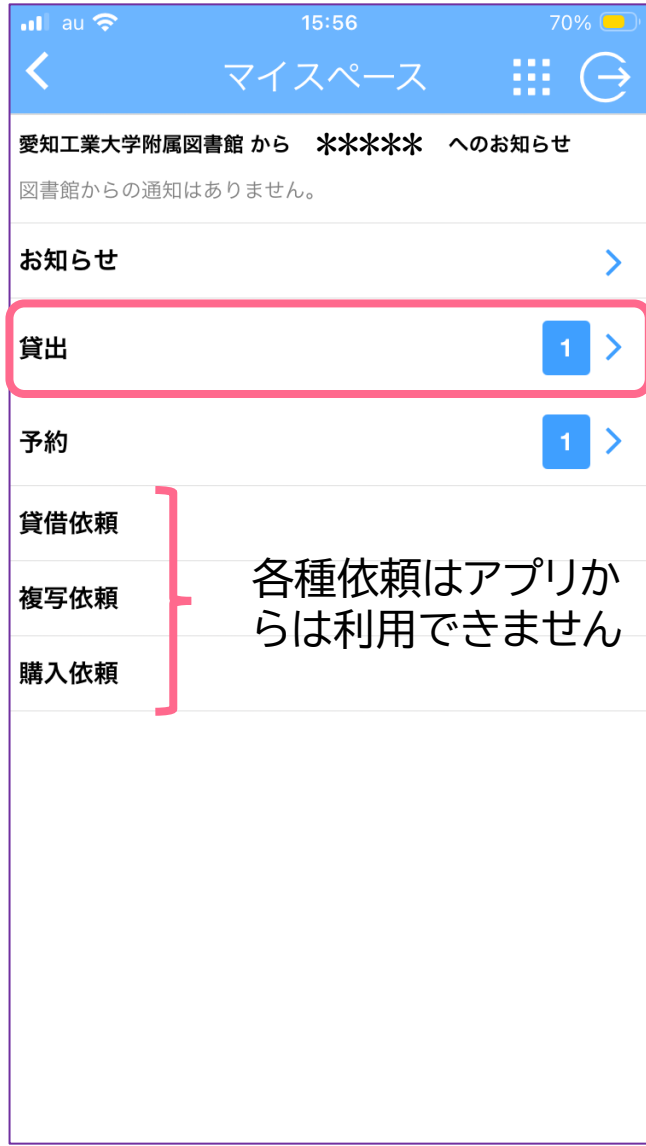 au 15:56 70%
マイスペース
愛知工業大学附属図書館 から ＊＊＊＊＊ へのお知らせ
図書館からの通知はありません。
お知らせ
貸出 1
予約 1
貸借依頼
複写依頼
購入依頼
各種依頼はアプリか
らは利用できません